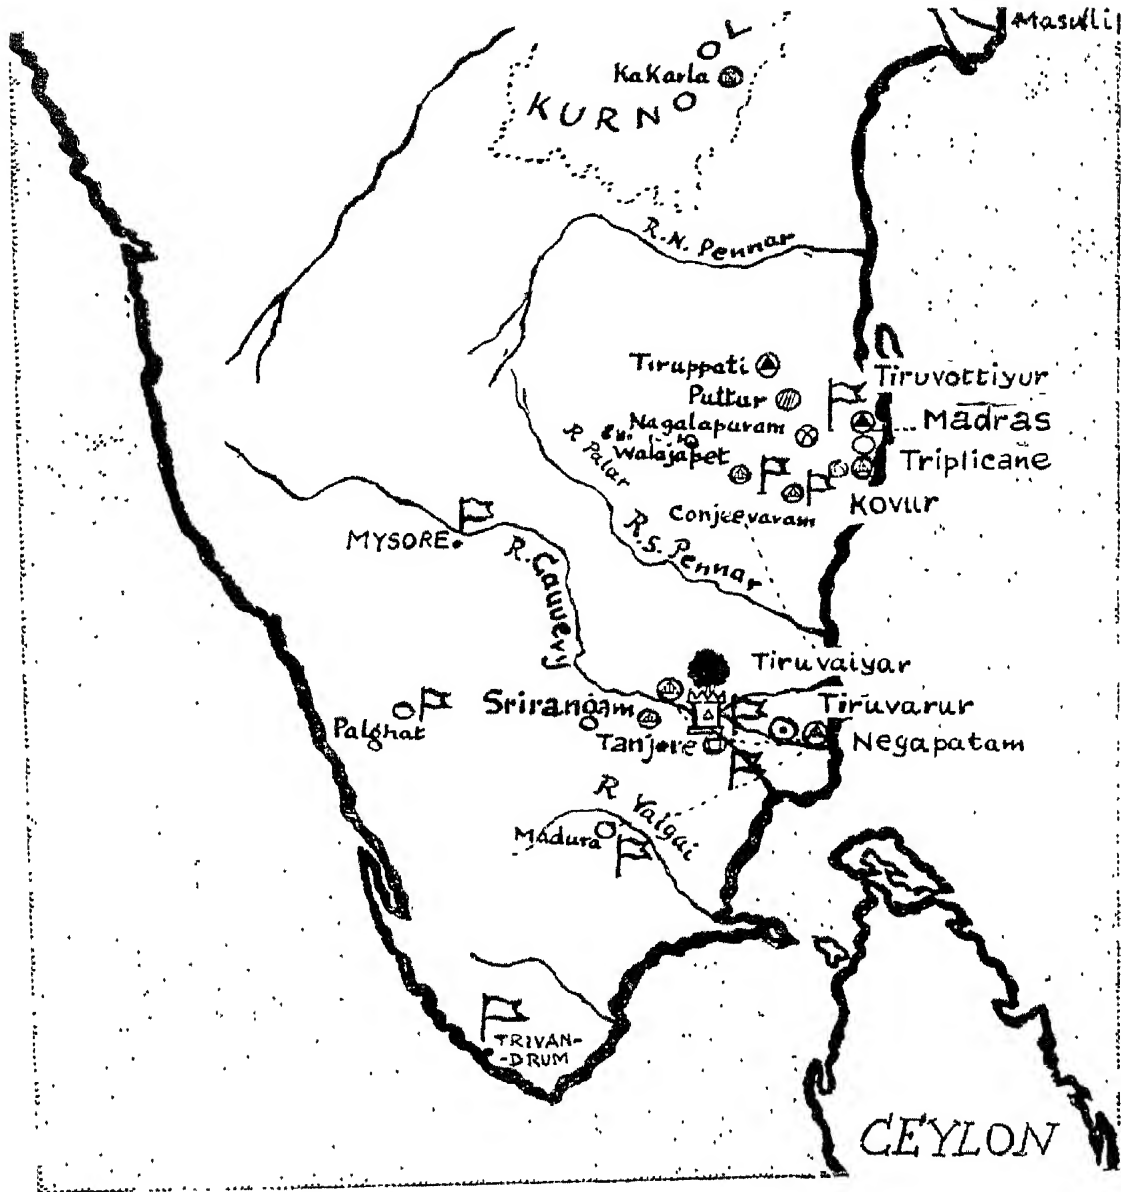 Masulli
KaKarla
KURNOOL
R.N. Pennar
Tiruppati
Tiruvottiyur
Puttur
Madras
Nagalapuram
Walajapet
Triplicane
R Palar
Kovur
Conjeevaram
MYSORE
R. Cauvery
R.S. Pennar
Tiruvaiyar
Srirangam
Tiruvarur
Palghat
Tanjore
Negapatam
R Vaigai
Madura
TRIVAN-
-DRUM
CEYLON